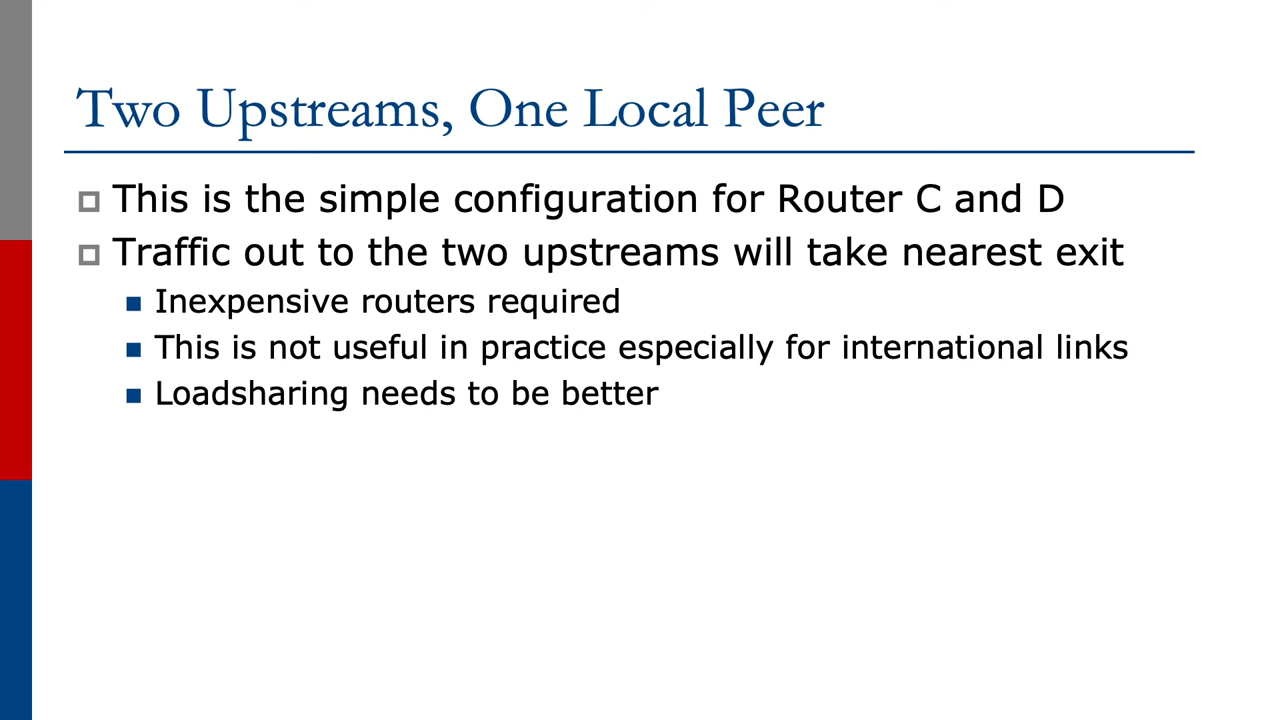 Two Upstreams, One Local Peer
This is the simple configuration for Router C and D
Traffic out to the two upstreams will take nearest exit
Inexpensive routers required
This is not useful in practice especially for international links
Loadsharing needs to be better